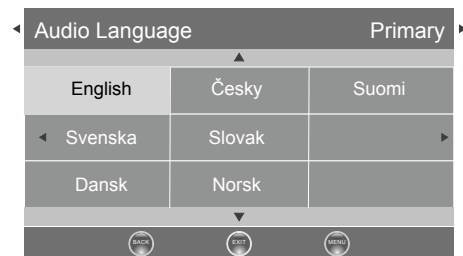 Audio Language Primary
English Česky Suomi
Svenska Slovak
Dansk Norsk
BACK EXIT MENU